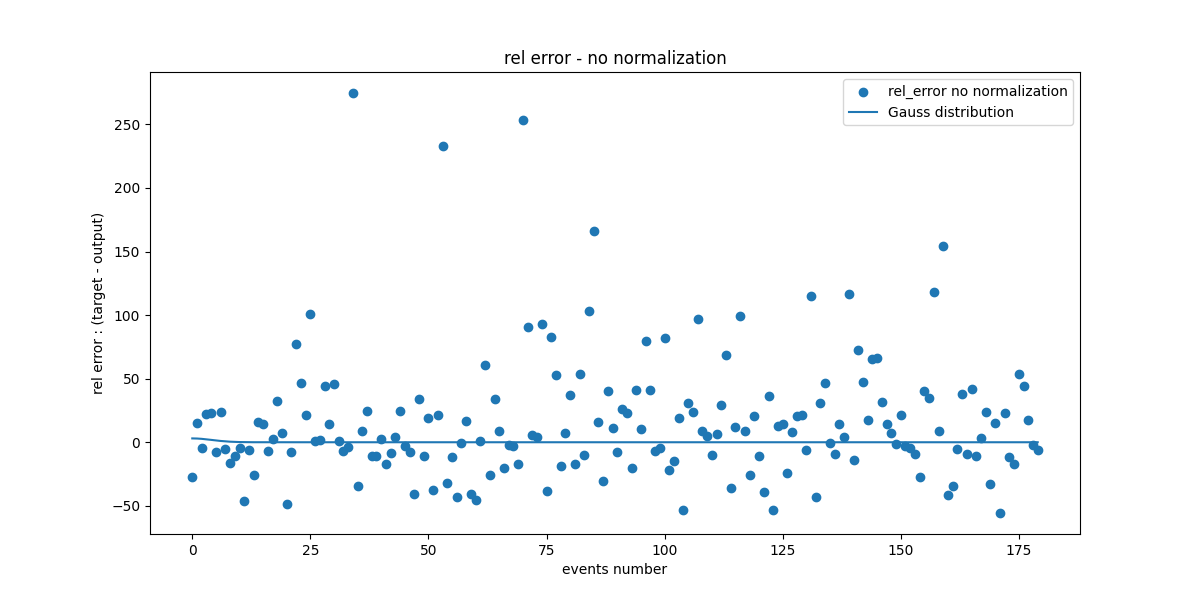 rel error - no normalization
rel_error no normalization
Gauss distribution
rel error : (target - output)
250
200
150
100
50
0
−50
0 25 50 75 100 125 150 175
events number